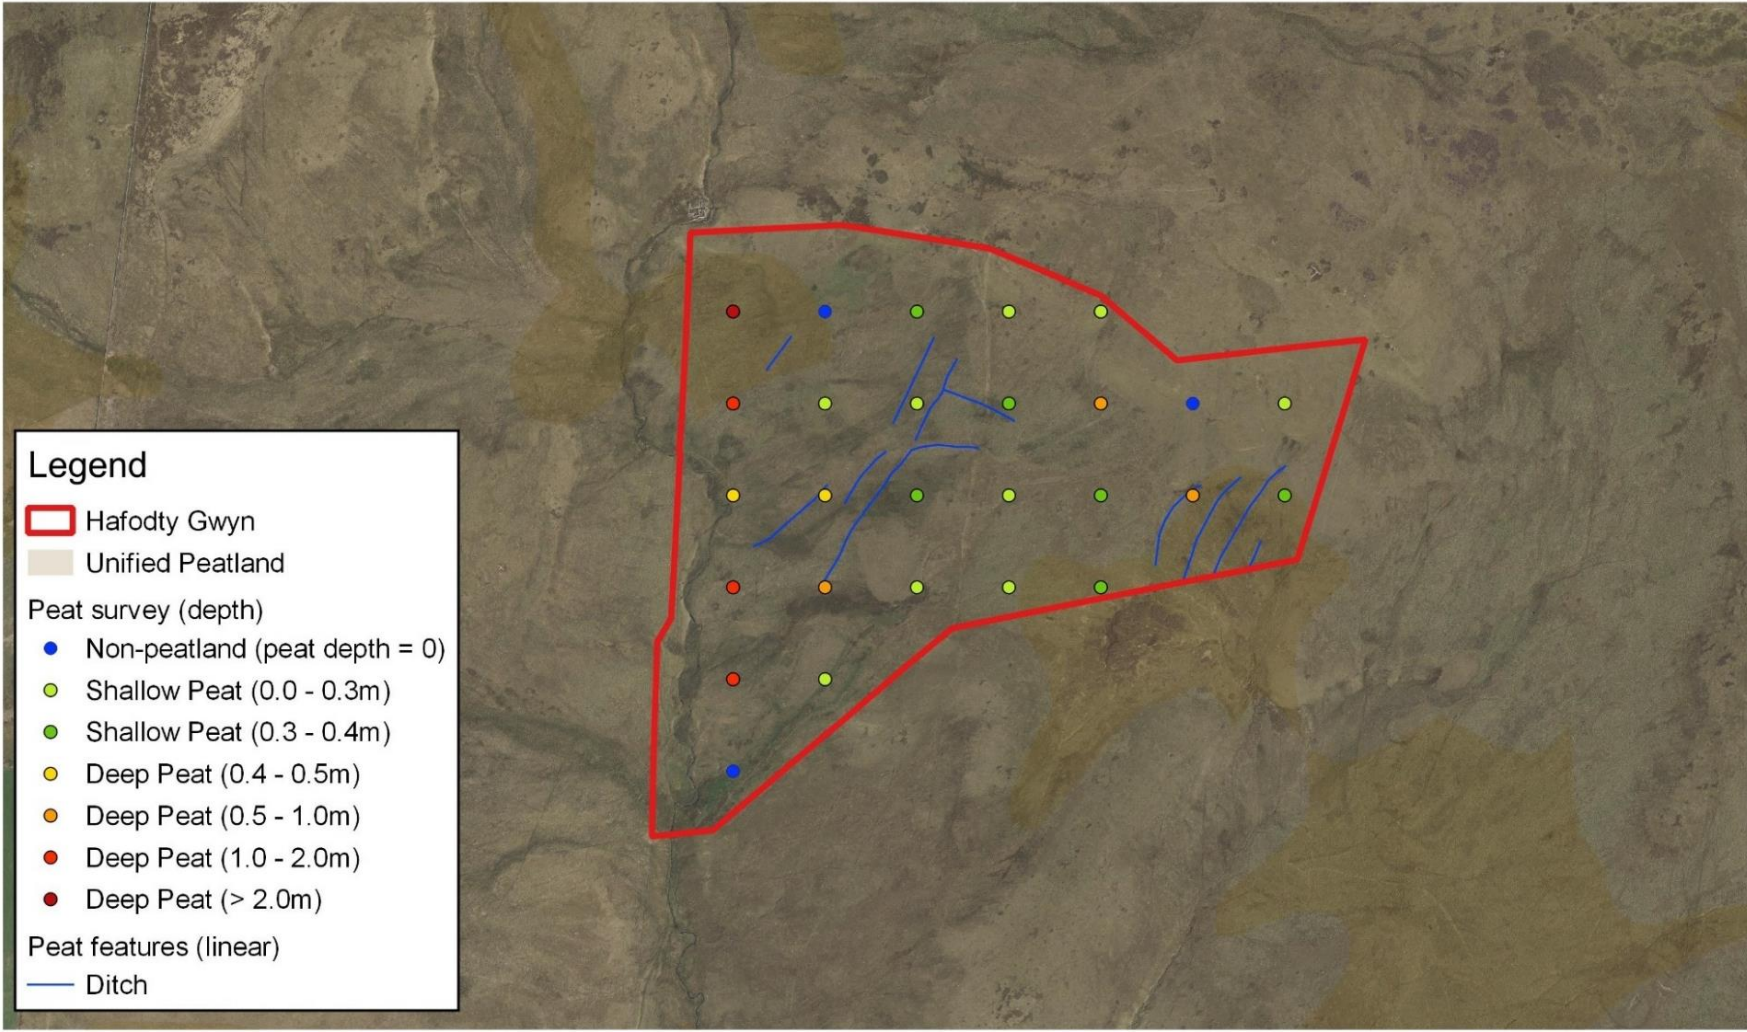 Legend
Hafodty Gwyn
Unified Peatland
Peat survey (depth)
Non-peatland (peat depth = 0)
Shallow Peat (0.0 - 0.3m)
Shallow Peat (0.3 - 0.4m)
Deep Peat (0.4 - 0.5m)
Deep Peat (0.5 - 1.0m)
Deep Peat (1.0 - 2.0m)
Deep Peat (> 2.0m)
Peat features (linear)
Ditch